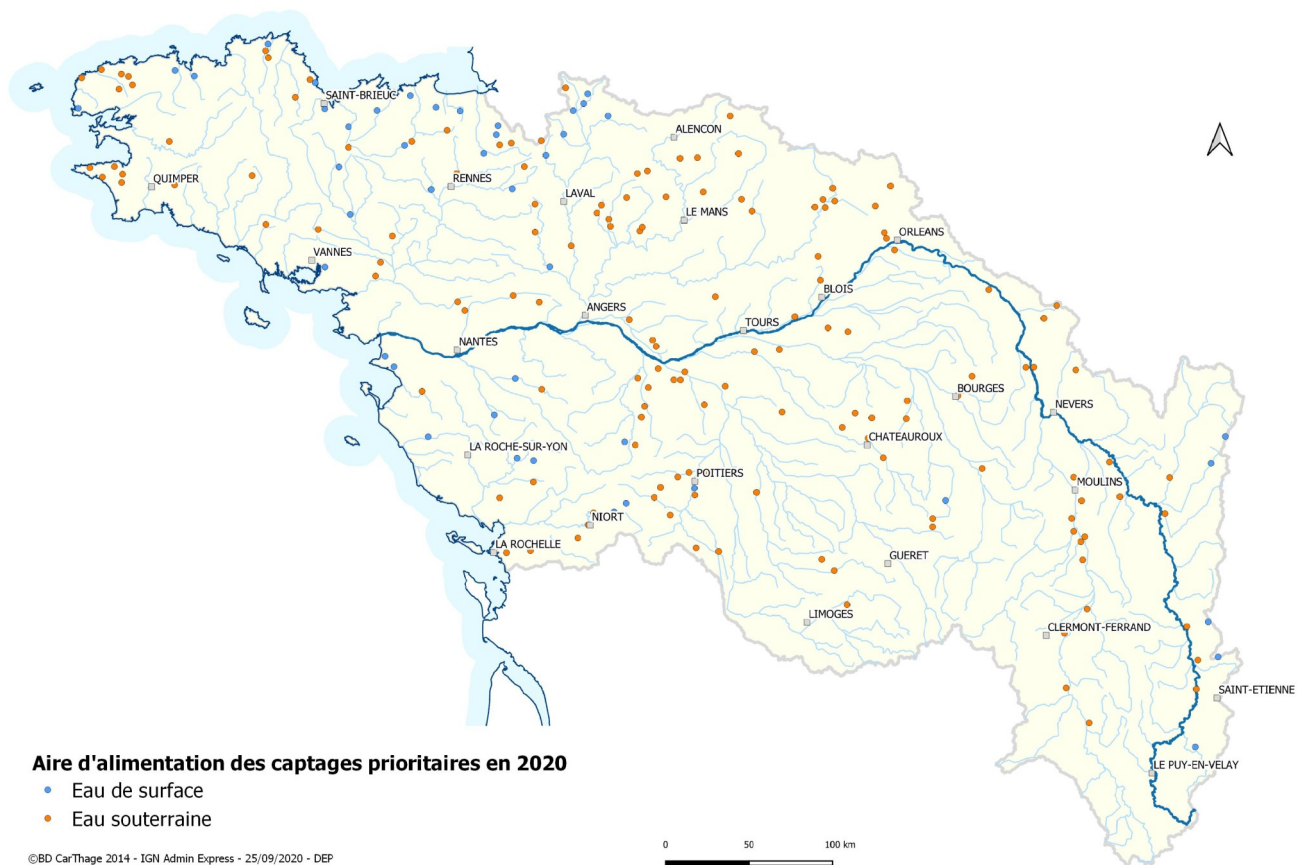 SAINT-BRIEUC
ALENCON
QUIMPER
RENNES
LAVAL
LE MANS
VANNES
ORLEANS
BLOIS
ANGERS
TOURS
NANTES
BOURGES
NEVERS
CHATEAUROUX
LA ROCHE-SUR-YON
POITIERS
MOULINS
NIORT
LA ROCHELLE
GUERET
LIMOGES
CLERMONT-FERRAND
SAINT-ETIENNE
LE PUY-EN-VELAY
Aire d'alimentation des captages prioritaires en 2020
Eau de surface
Eau souterraine
©BD CarThage 2014 - IGN Admin Express - 25/09/2020 - DEP
0 50 100 km